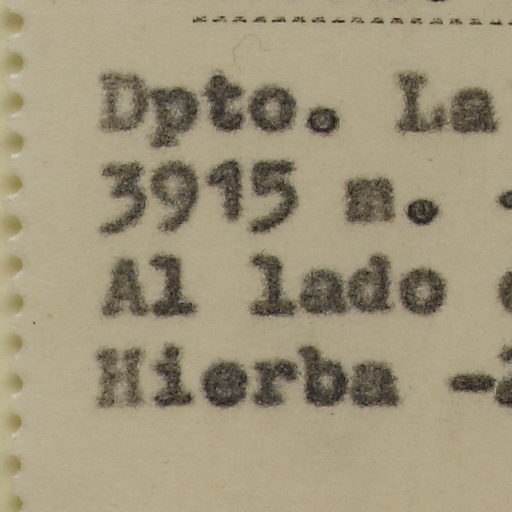 Dpto. La
3915 m. -
Al lado
Hierba -